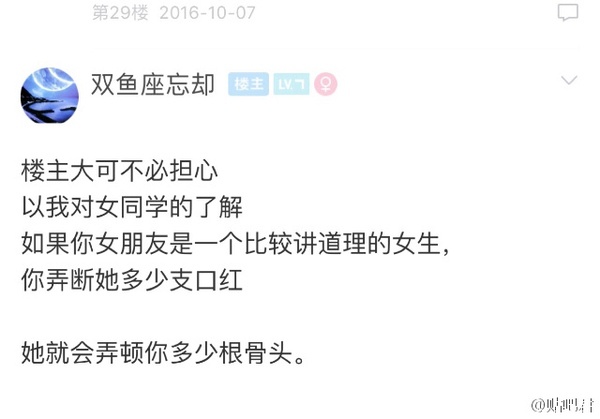 第29楼 2016-10-07
双鱼座忘却 楼主
楼主大可不必担心
以我对女同学的了解
如果你女朋友是一个比较讲道理的女生,
你弄断她多少支口红
她就会弄顿你多少根骨头。
@贴吧君